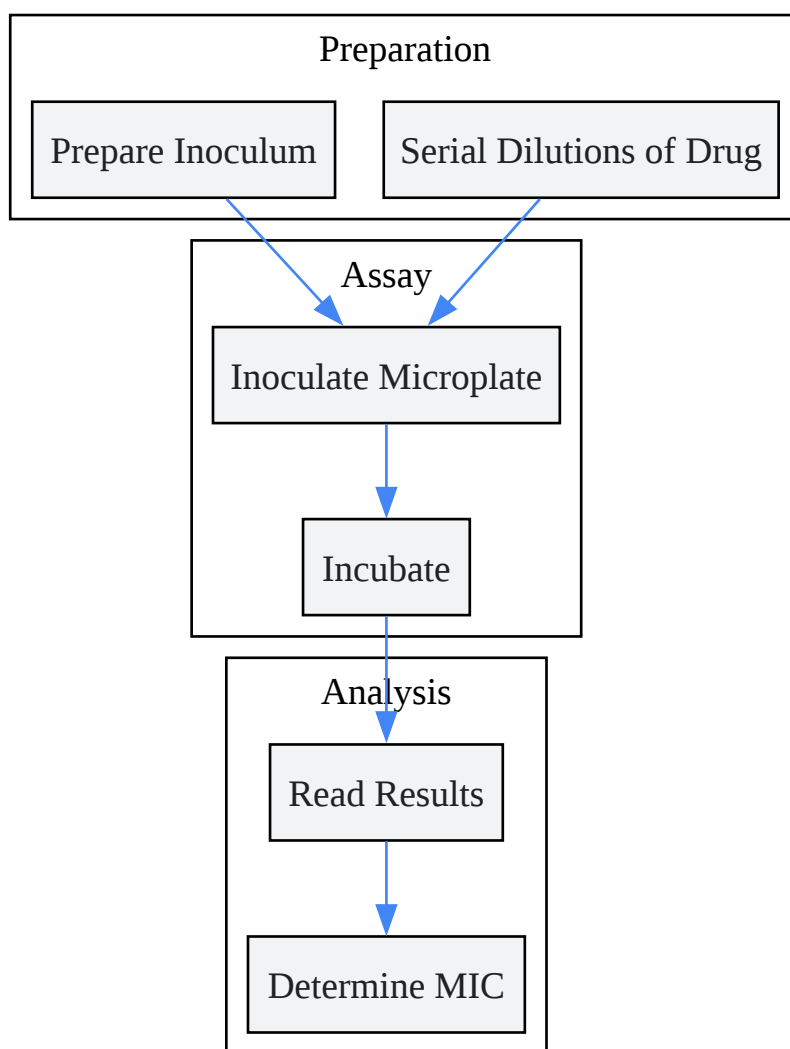 Preparation
Prepare Inoculum
Serial Dilutions of Drug
Assay
Inoculate Microplate
Incubate
Analysis
Read Results
Determine MIC